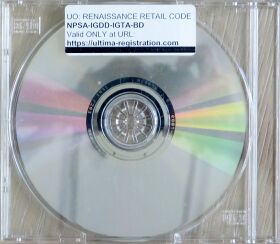 UO: RENAISSANCE RETAIL CODE
NPSA-IGDD-IGTA-BD
Valid ONLY at URL:
https://ultima-registration.com